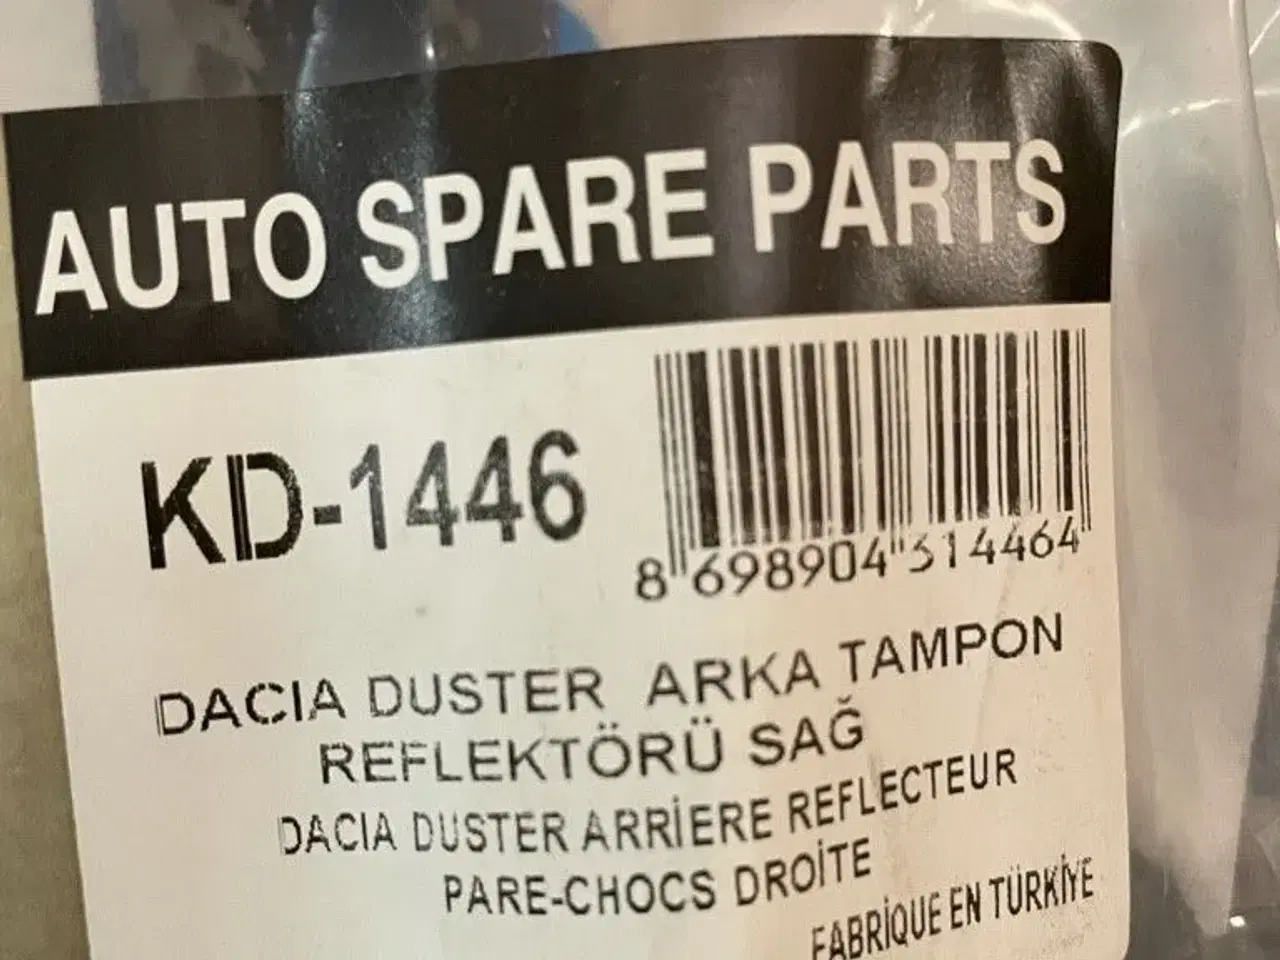 AUTO SPARE PARTS
KD-1446
8 698904 314464
DACIA DUSTER ARKA TAMPON
REFLEKTÖRÜ SAĞ
DACIA DUSTER ARRİERE REFLECTEUR
PARE-CHOCS DROİTE
FABRİQUE EN TÜRKİYE